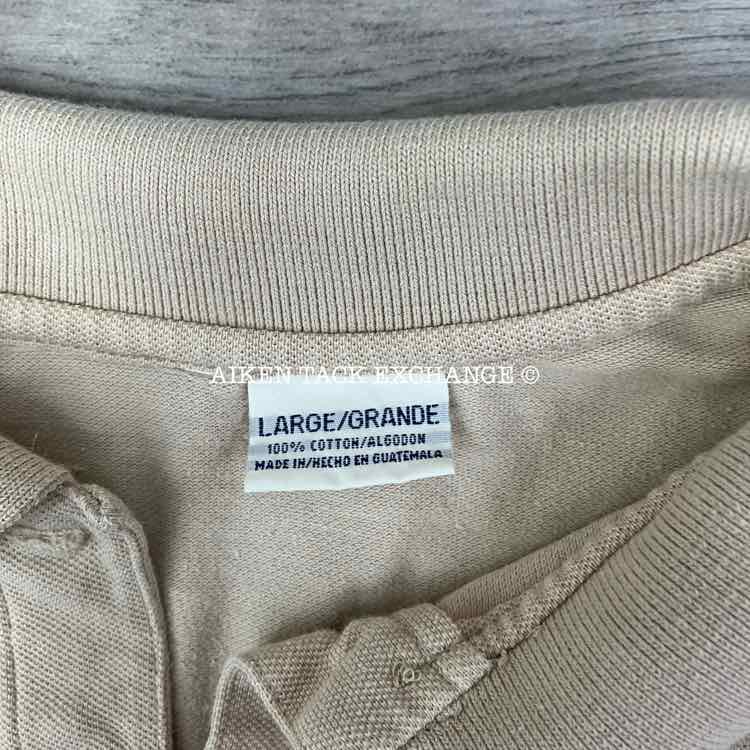 AIKEN TACK EXCHANGE ©
LARGE/GRANDE
100% COTTON/ALGODON
MADE IN/HECHO EN GUATEMALA